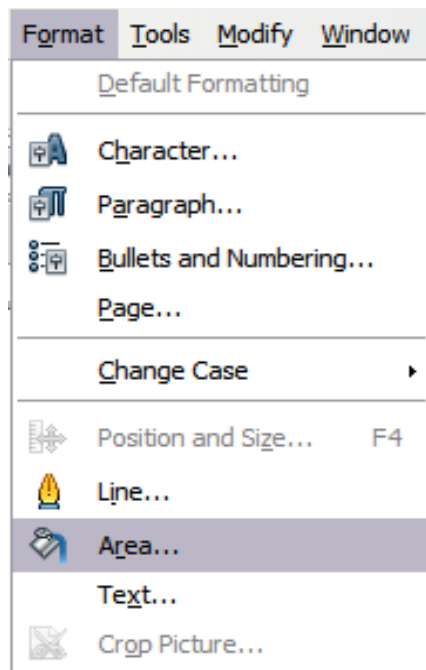 Format Tools Modify Window
Default Formatting
Character...
Paragraph...
Bullets and Numbering...
Page...
Change Case
Position and Size... F4
Line...
Area...
Text...
Crop Picture...